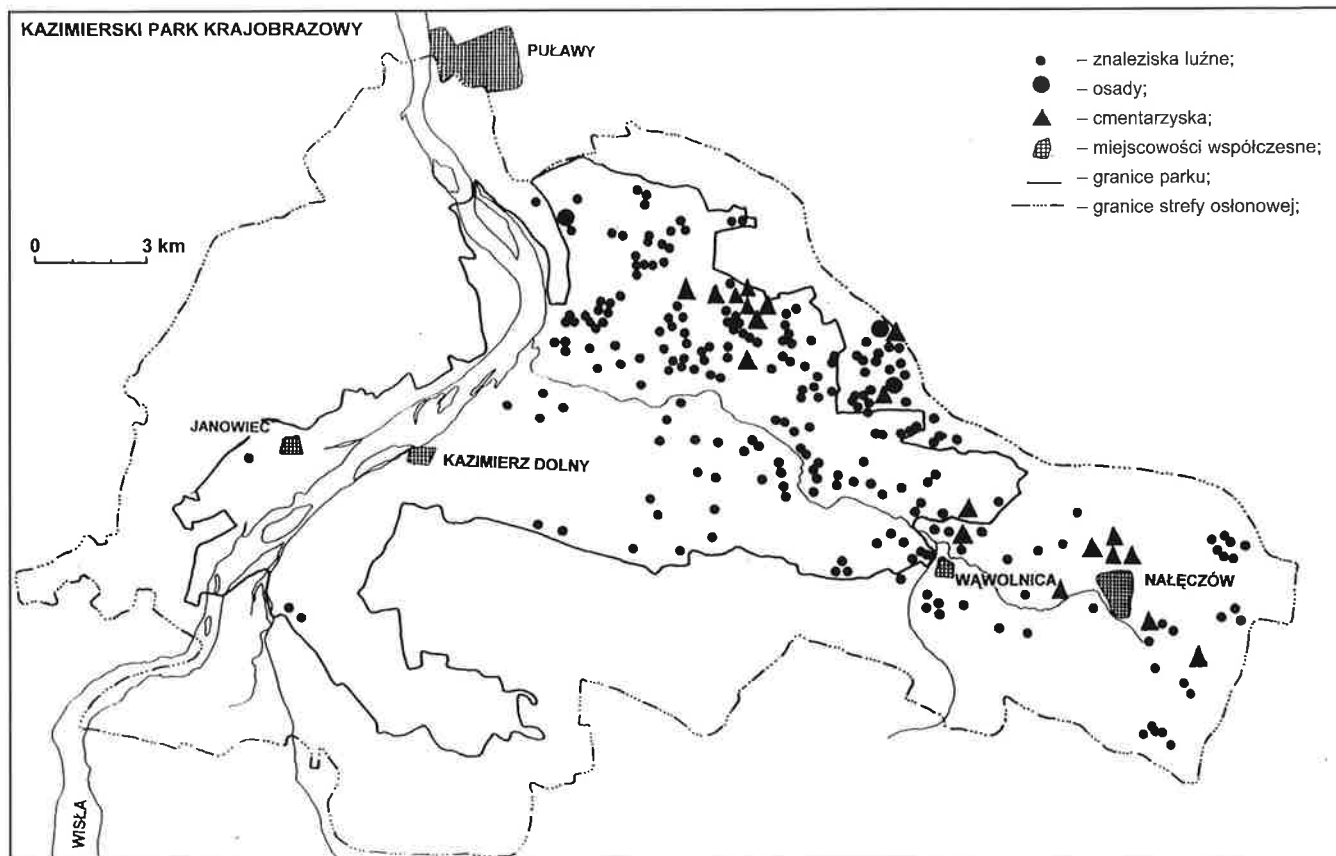 KAZIMIERSKI PARK KRAJOBRAZOWY
PUŁAWY
– znaleziska luźne;
– osady;
– cmentarzyska;
– miejscowości współczesne;
– granice parku;
– granice strefy osłonowej;
0 3 km
JANOWIEC
KAZIMIERZ DOLNY
WĄWOLNICA
NAŁĘCZÓW
WISŁA